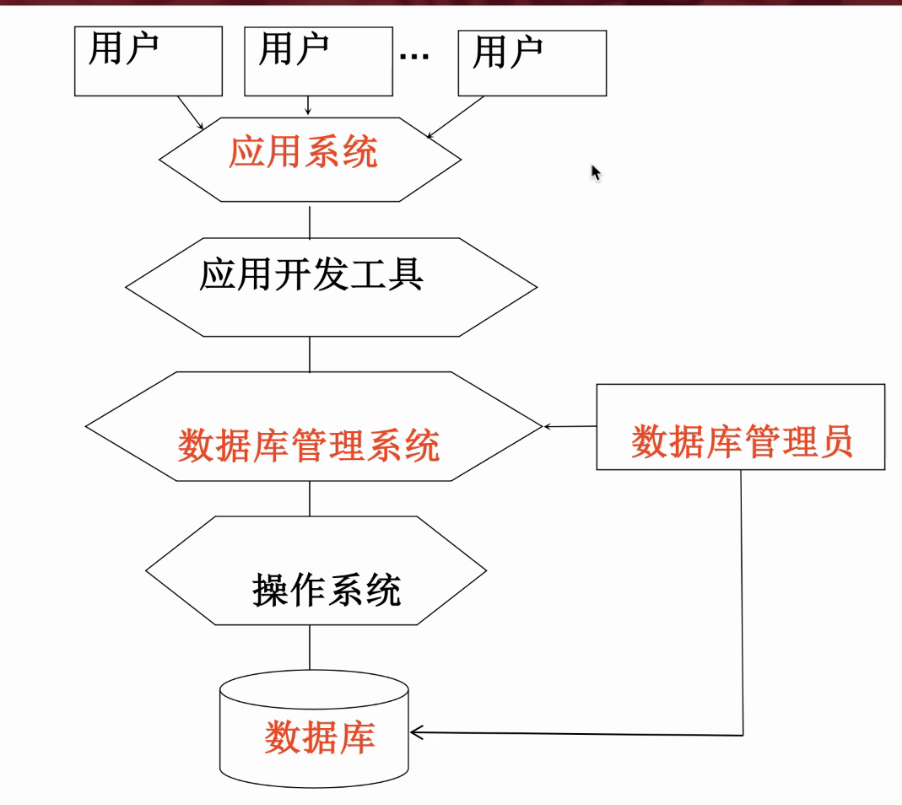 用户 用户 ... 用户
应用系统
应用开发工具
数据库管理系统
数据库管理员
操作系统
数据库